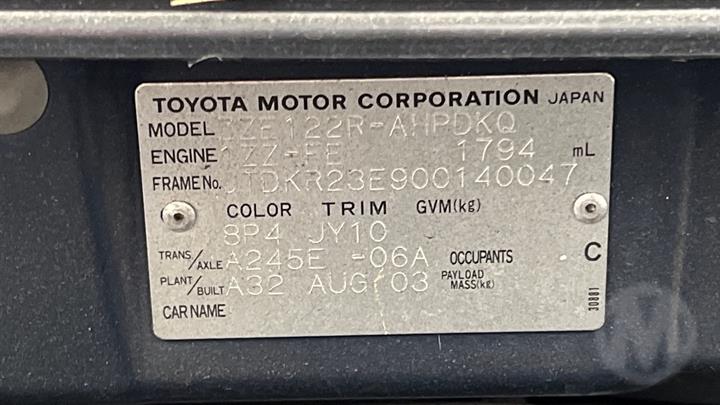 TOYOTA MOTOR CORPORATION JAPAN
MODEL ZZE122R-AHPDKQ
ENGINE 1ZZ-FE 1794 mL
FRAME No. JTDKR23E900140047
COLOR TRIM GVM(kg)
8P4 JY10
TRANS/AXLE A245E -06A OCCUPANTS C
PLANT/BUILT A32 AUG 03 PAYLOAD MASS(kg)
CAR NAME
30881
M